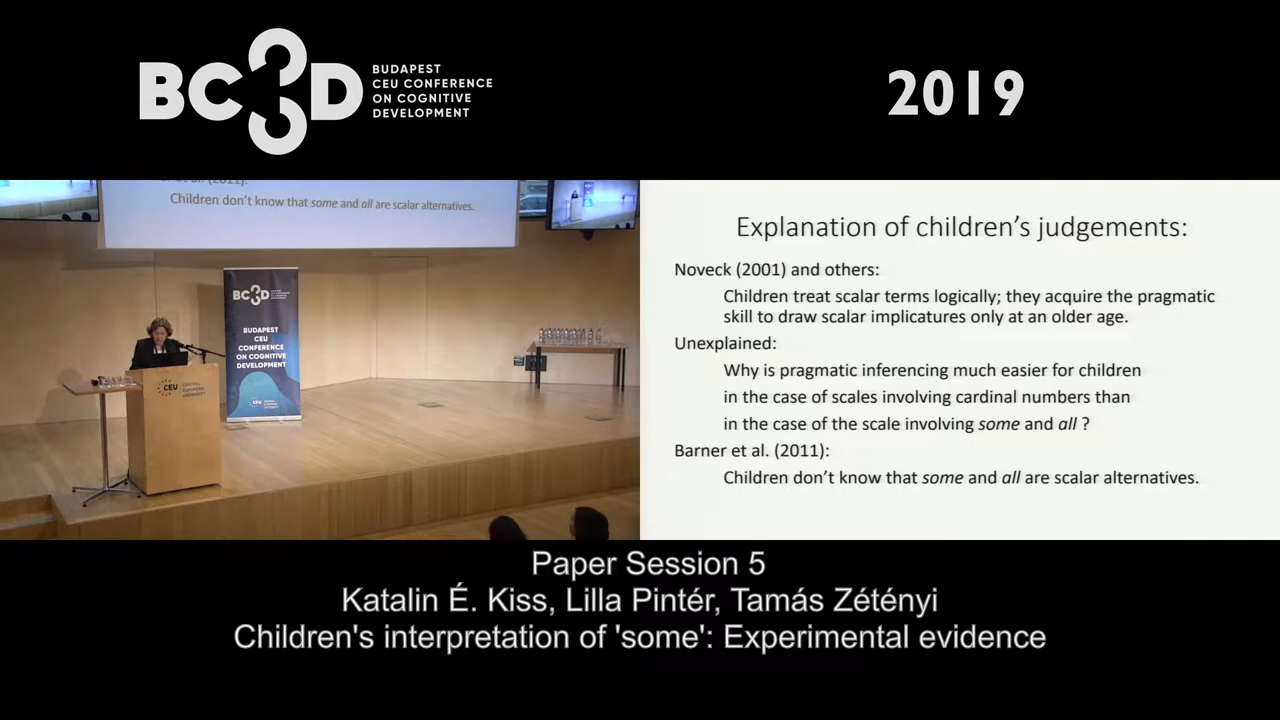 BC3D
BUDAPEST
CEU CONFERENCE
ON COGNITIVE
DEVELOPMENT
2019
Children don't know that some and all are scalar alternatives.
BC3D
BUDAPEST
CEU
CONFERENCE
ON COGNITIVE
DEVELOPMENT
CEU
CEU
Explanation of children's judgements:
Noveck (2001) and others:
Children treat scalar terms logically; they acquire the pragmatic
skill to draw scalar implicatures only at an older age.
Unexplained:
Why is pragmatic inferencing much easier for children
in the case of scales involving cardinal numbers than
in the case of the scale involving some and all ?
Barner et al. (2011):
Children don't know that some and all are scalar alternatives.
Paper Session 5
Katalin É. Kiss, Lilla Pintér, Tamás Zétényi
Children's interpretation of 'some': Experimental evidence